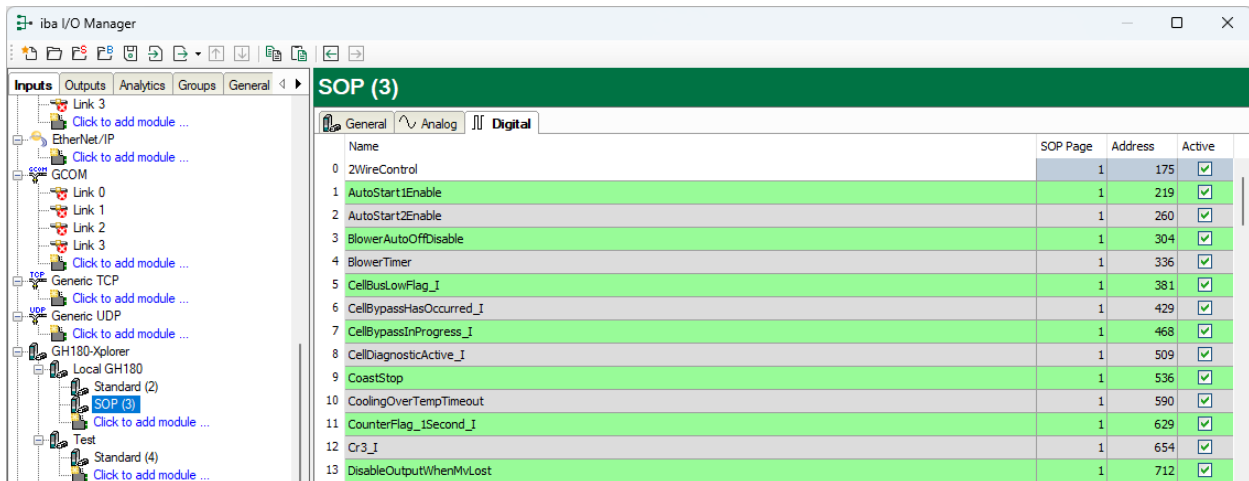 iba I/O Manager
Inputs Outputs Analytics Groups General
Link 3
Click to add module ...
EtherNet/IP
Click to add module ...
GCOM GCOM
Link 0
Link 1
Link 2
Link 3
Click to add module ...
TCP Generic TCP
Click to add module ...
UDP Generic UDP
Click to add module ...
GH180-Xplorer
Local GH180
Standard (2)
SOP (3)
Click to add module ...
Test
Standard (4)
Click to add module ...
SOP (3)
General Analog Digital
Name SOP Page Address Active
0 2WireControl 1 175
1 AutoStart1Enable 1 219
2 AutoStart2Enable 1 260
3 BlowerAutoOffDisable 1 304
4 BlowerTimer 1 336
5 CellBusLowFlag_I 1 381
6 CellBypassHasOccurred_I 1 429
7 CellBypassInProgress_I 1 468
8 CellDiagnosticActive_I 1 509
9 CoastStop 1 536
10 CoolingOverTempTimeout 1 590
11 CounterFlag_1Second_I 1 629
12 Cr3_I 1 654
13 DisableOutputWhenMvLost 1 712